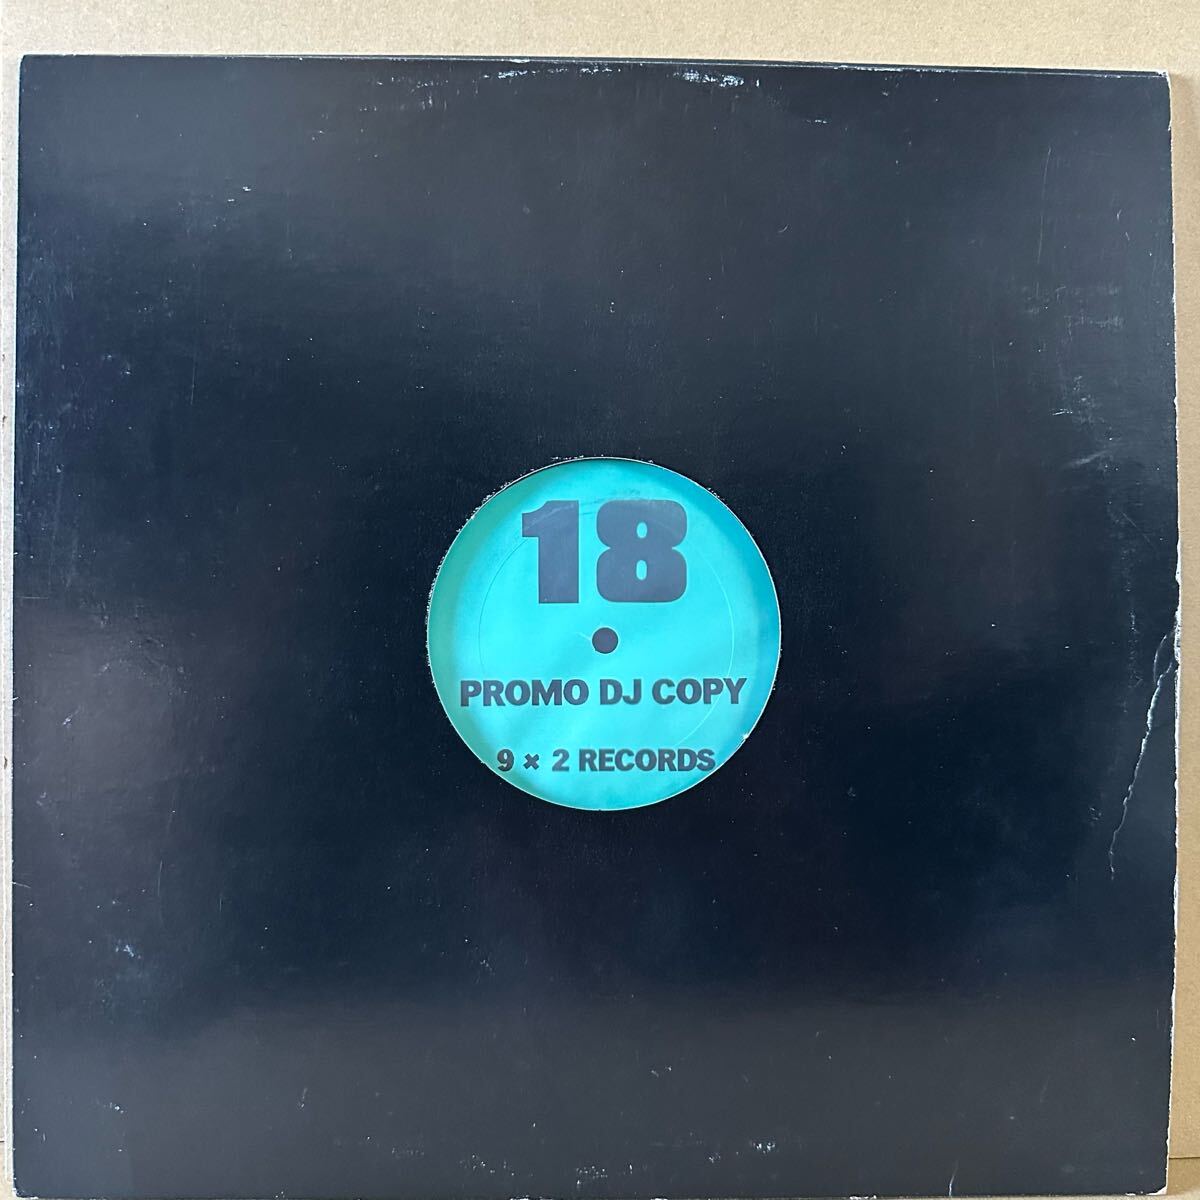 18
PROMO DJ COPY
9 × 2 RECORDS